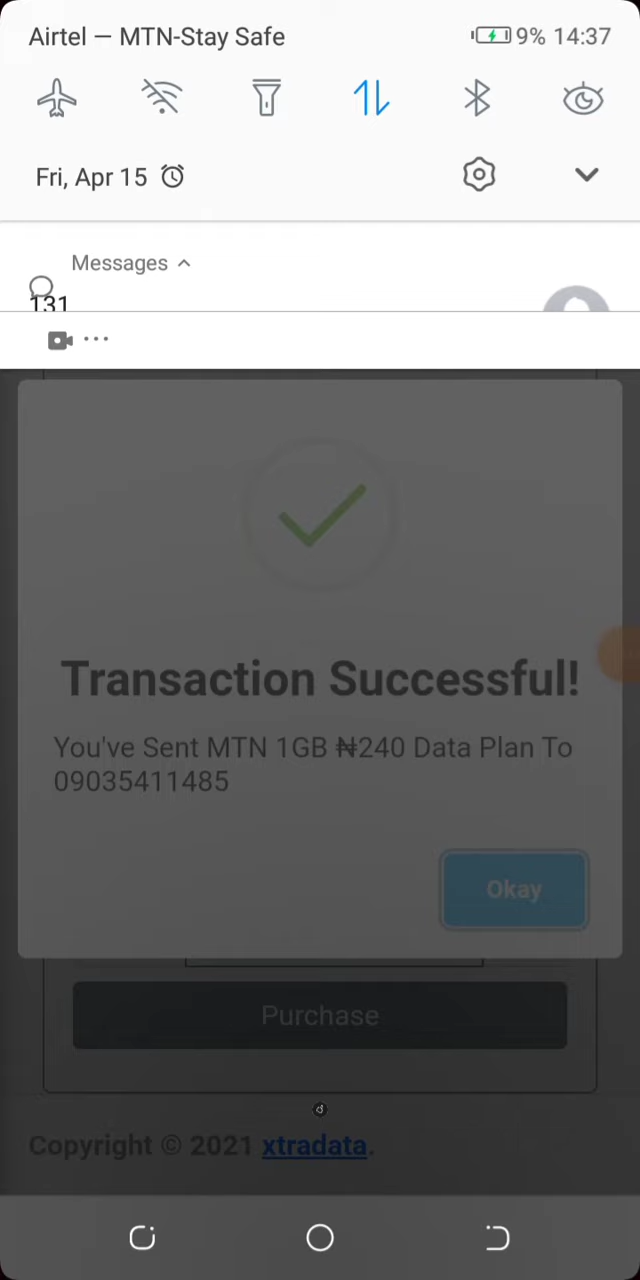 Airtel — MTN-Stay Safe 9% 14:37
Fri, Apr 15
Messages
131
...
Transaction Successful!
You've Sent MTN 1GB ₦240 Data Plan To
09035411485
Okay
Purchase
Copyright © 2021 xtradata.